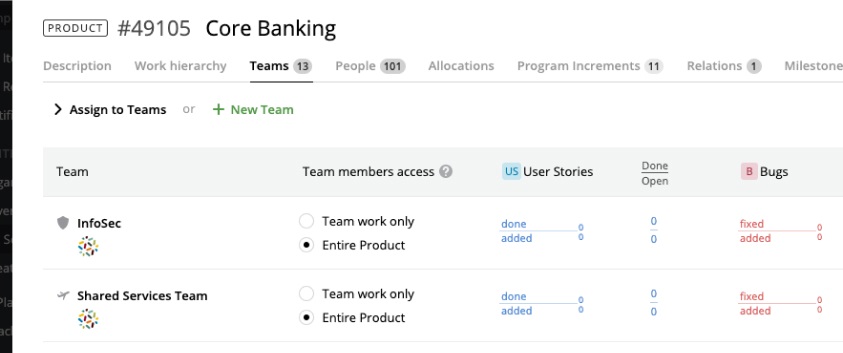 PRODUCT #49105 Core Banking
Description Work hierarchy Teams 13 People 101 Allocations Program Increments 11 Relations 1 Milestone
Assign to Teams or + New Team
Team Team members access ? US User Stories Done Open B Bugs
InfoSec
Team work only
Entire Product
done 0
added 0
0
0
fixed 0
added 0
Shared Services Team
Team work only
Entire Product
done 0
added 0
0
0
fixed 0
added 0